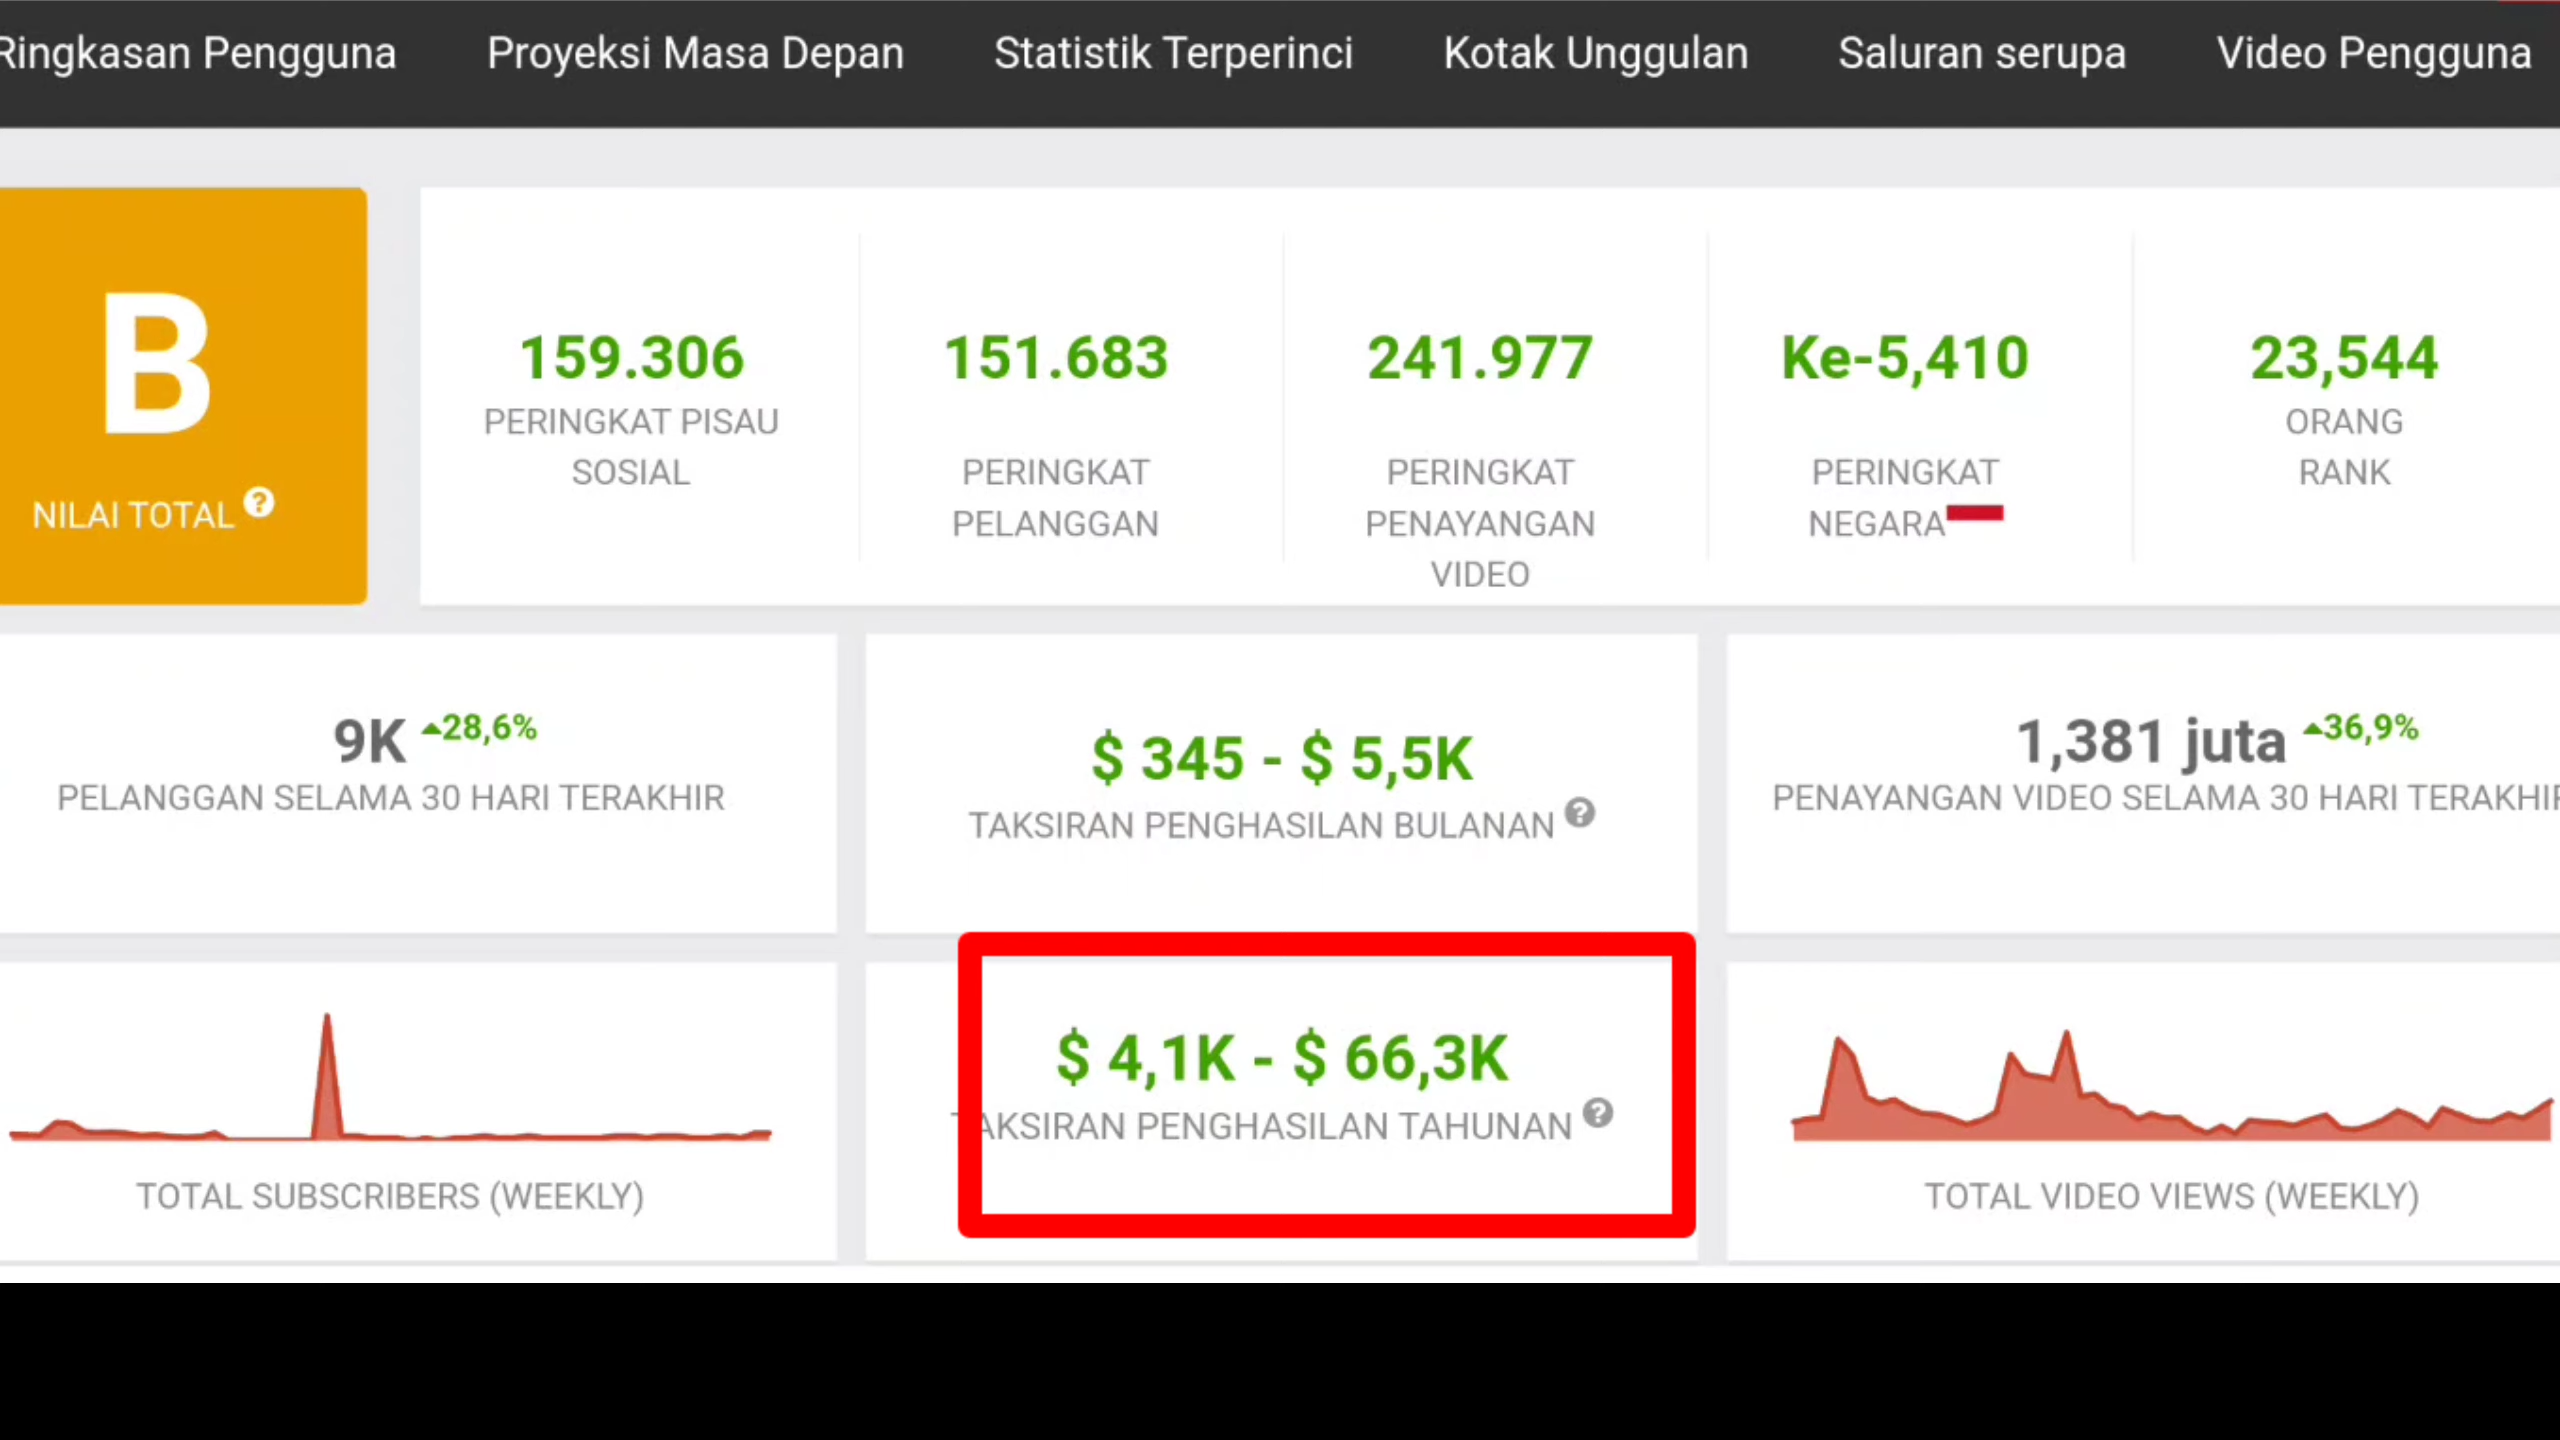 Ringkasan Pengguna Proyeksi Masa Depan Statistik Terperinci Kotak Unggulan Saluran serupa Video Pengguna
B
NILAI TOTAL ?
159.306
PERINGKAT PISAU
SOSIAL
151.683
PERINGKAT
PELANGGAN
241.977
PERINGKAT
PENAYANGAN
VIDEO
Ke-5,410
PERINGKAT
NEGARA
23,544
ORANG
RANK
9K 28,6%
PELANGGAN SELAMA 30 HARI TERAKHIR
$ 345 - $ 5,5K
TAKSIRAN PENGHASILAN BULANAN ?
1,381 juta 36,9%
PENAYANGAN VIDEO SELAMA 30 HARI TERAKHIR
TOTAL SUBSCRIBERS (WEEKLY)
$ 4,1K - $ 66,3K
TAKSIRAN PENGHASILAN TAHUNAN ?
TOTAL VIDEO VIEWS (WEEKLY)